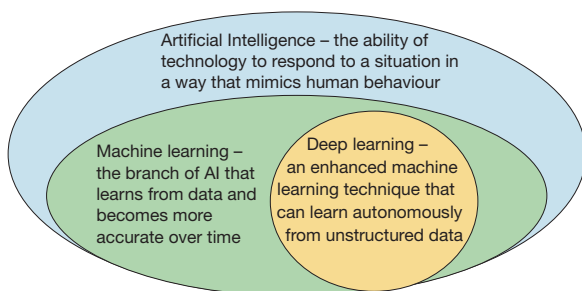 Artificial Intelligence – the ability of
technology to respond to a situation in
a way that mimics human behaviour
Machine learning –
the branch of AI that
learns from data and
becomes more
accurate over time
Deep learning –
an enhanced machine
learning technique that
can learn autonomously
from unstructured data